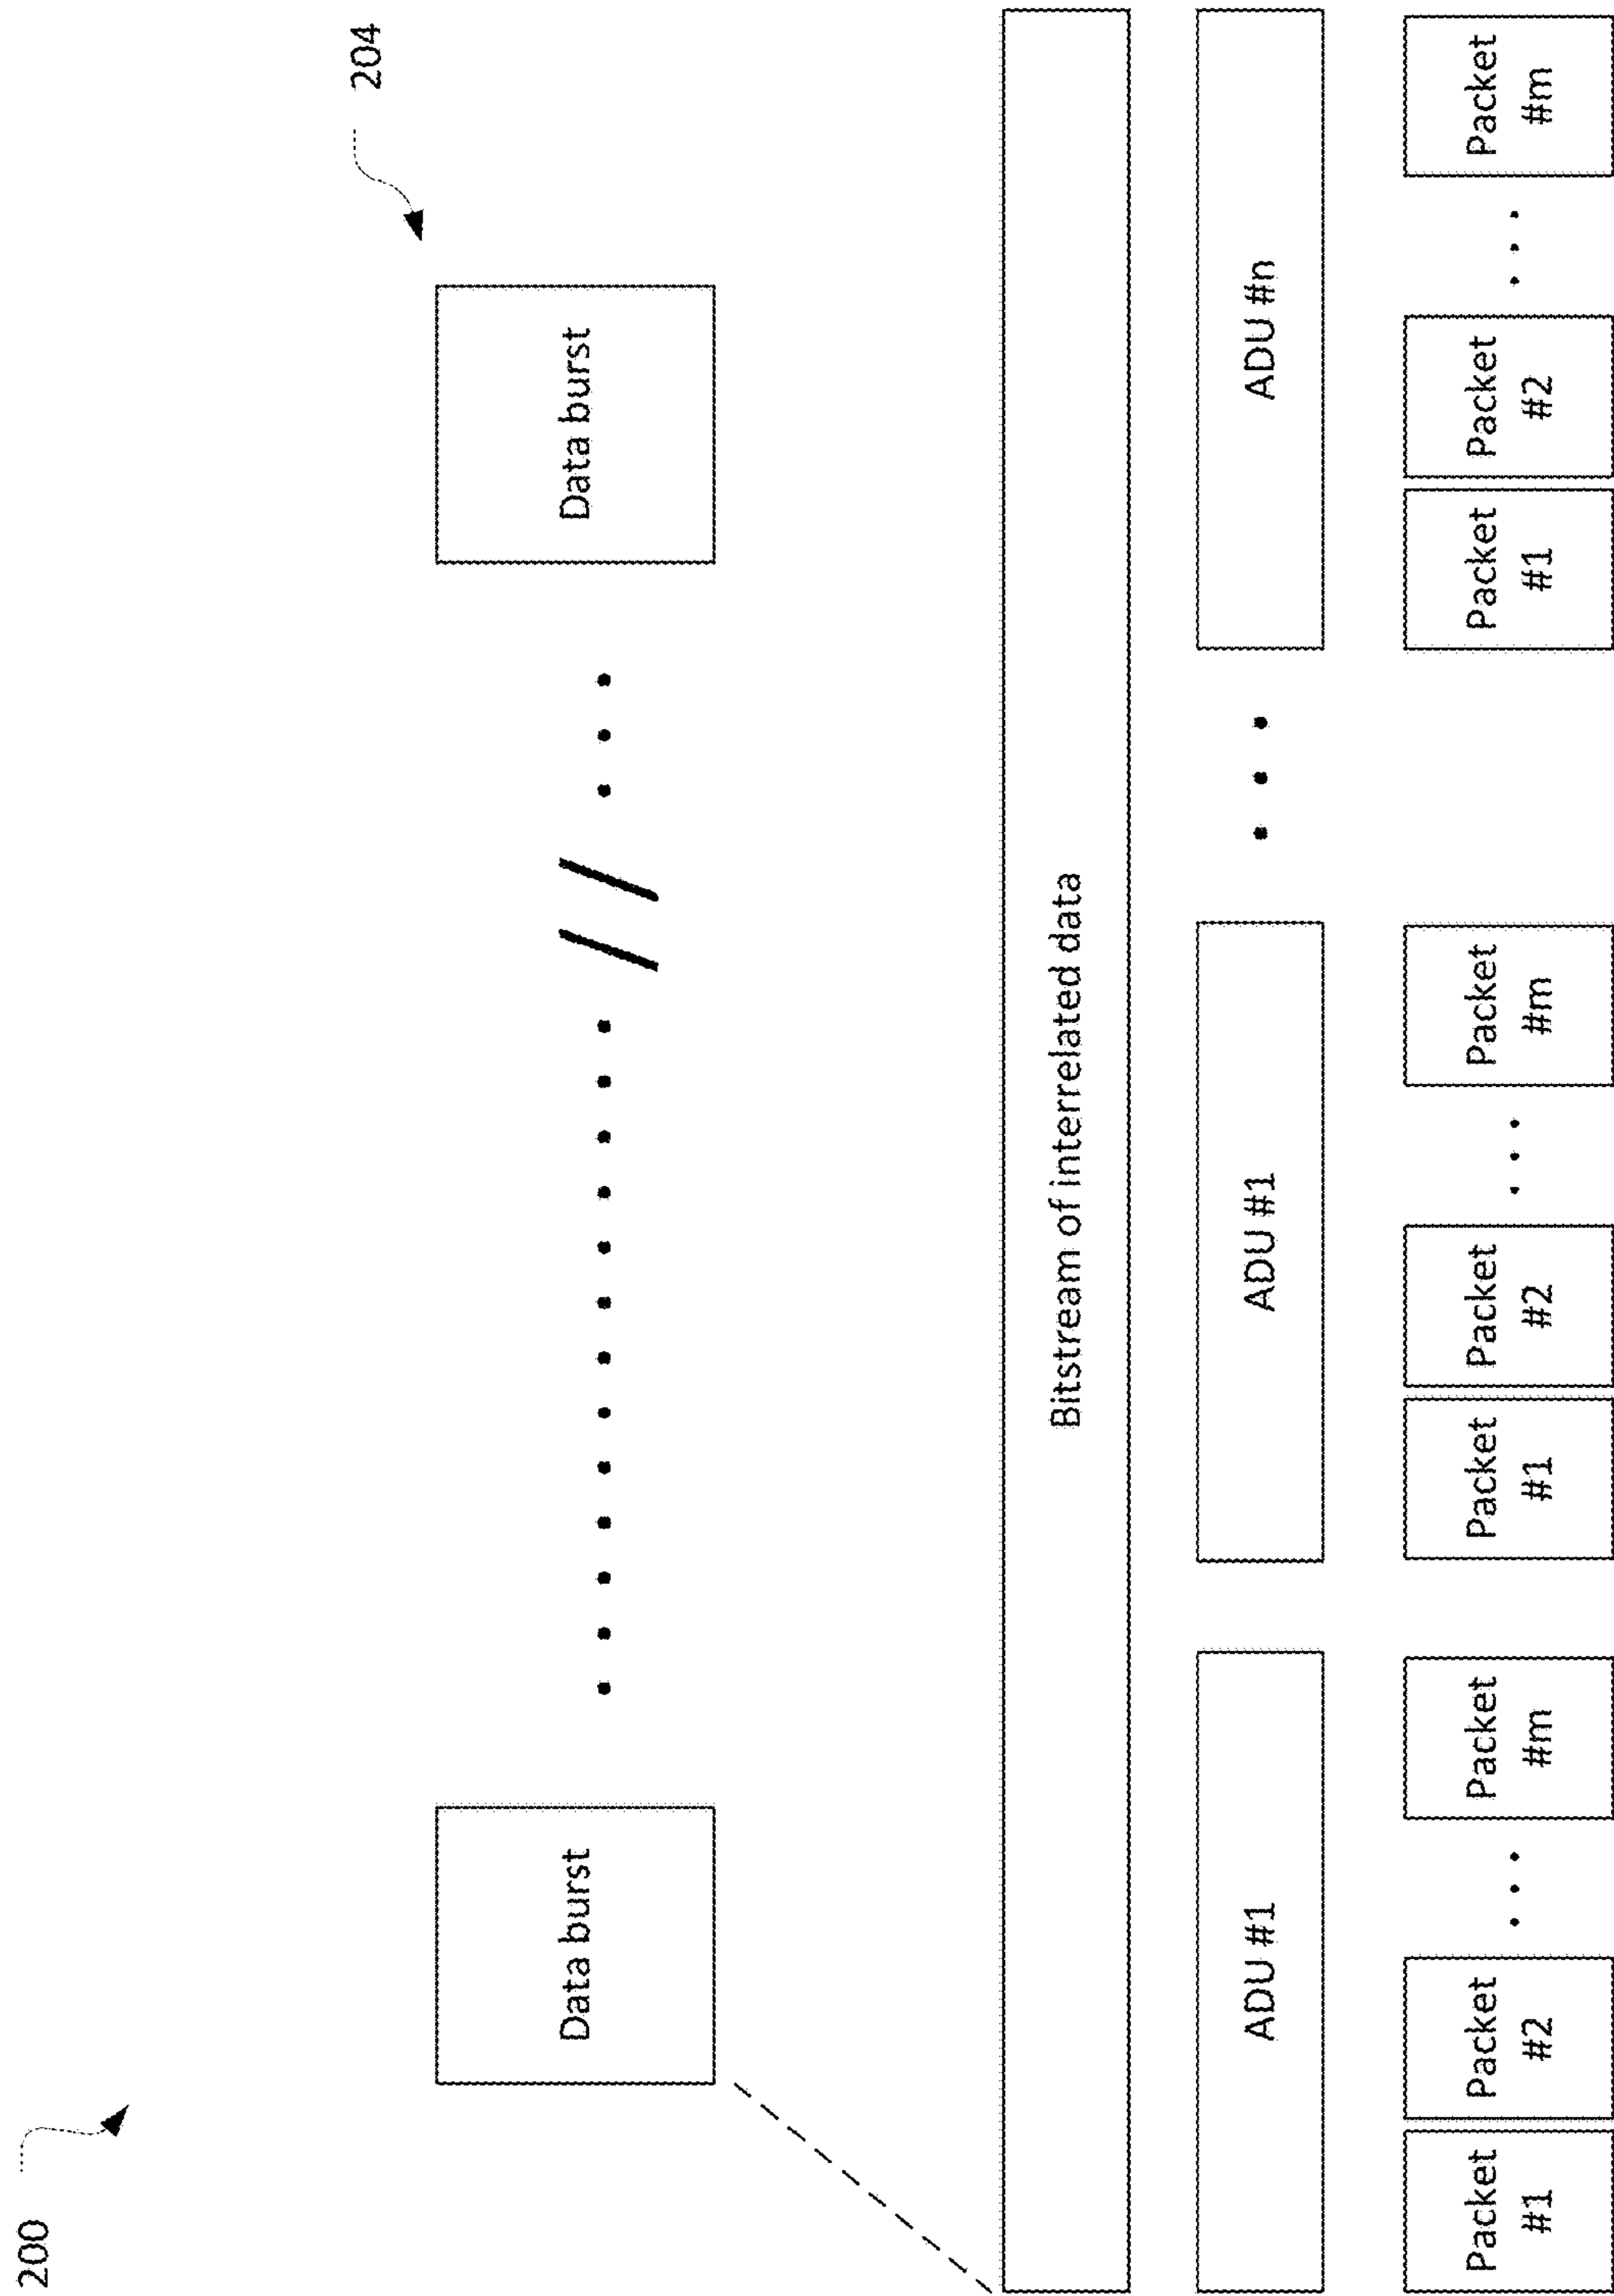 200
204
Data burst
Data burst
Bitstream of interrelated data
ADU #1
ADU #1
ADU #n
Packet
#1
Packet
#2
Packet
#m
Packet
#1
Packet
#2
Packet
#m
Packet
#1
Packet
#2
Packet
#m